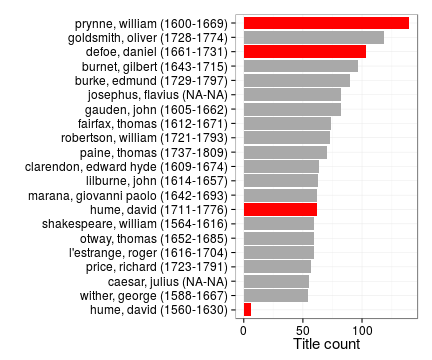 prynne, william (1600-1669)
goldsmith, oliver (1728-1774)
defoe, daniel (1661-1731)
burnet, gilbert (1643-1715)
burke, edmund (1729-1797)
josephus, flavius (NA-NA)
gauden, john (1605-1662)
fairfax, thomas (1612-1671)
robertson, william (1721-1793)
paine, thomas (1737-1809)
clarendon, edward hyde (1609-1674)
lilburne, john (1614-1657)
marana, giovanni paolo (1642-1693)
hume, david (1711-1776)
shakespeare, william (1564-1616)
otway, thomas (1652-1685)
l'estrange, roger (1616-1704)
price, richard (1723-1791)
caesar, julius (NA-NA)
wither, george (1588-1667)
hume, david (1560-1630)
0 50 100
Title count